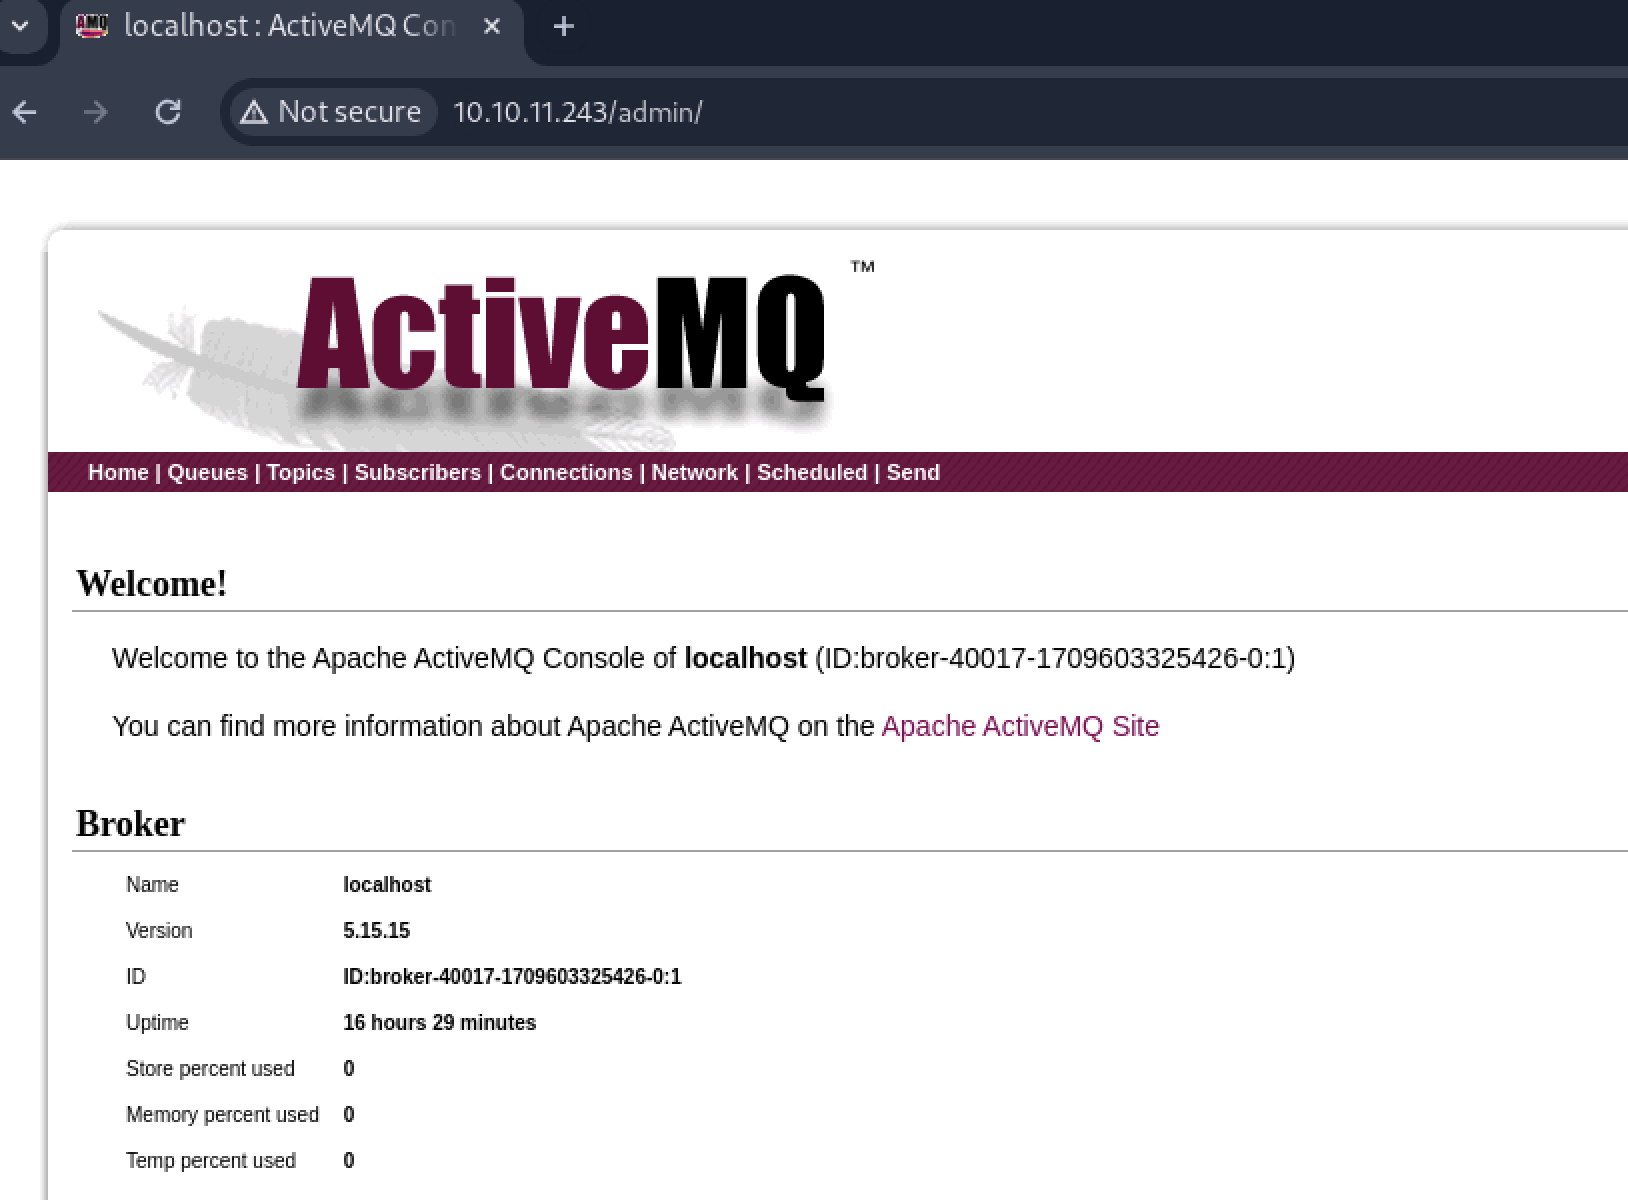 AMQ localhost : ActiveMQ Con
Not secure 10.10.11.243/admin/
ActiveMQ ™
Home | Queues | Topics | Subscribers | Connections | Network | Scheduled | Send
Welcome!
Welcome to the Apache ActiveMQ Console of localhost (ID:broker-40017-1709603325426-0:1)
You can find more information about Apache ActiveMQ on the Apache ActiveMQ Site
Broker
Name localhost
Version 5.15.15
ID ID:broker-40017-1709603325426-0:1
Uptime 16 hours 29 minutes
Store percent used 0
Memory percent used 0
Temp percent used 0